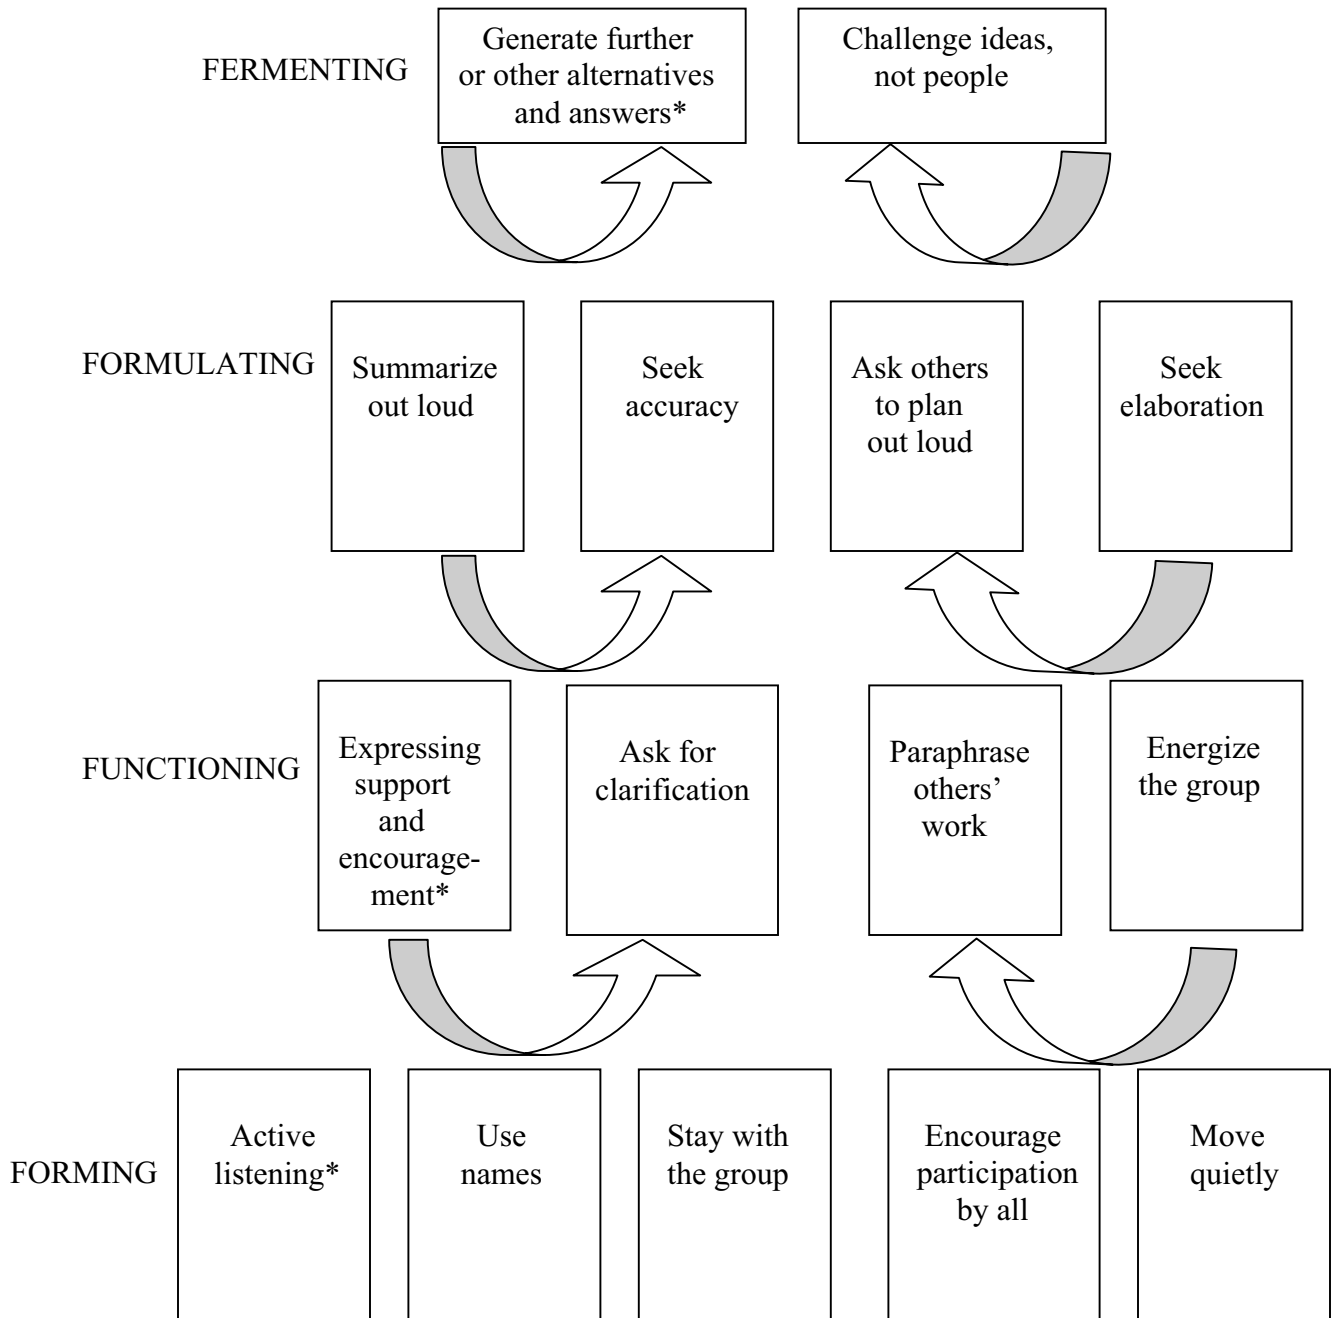 FERMENTING
Generate further
or other alternatives
and answers*
Challenge ideas,
not people
FORMULATING
Summarize
out loud
Seek
accuracy
Ask others
to plan
out loud
Seek
elaboration
FUNCTIONING
Expressing
support
and
encourage-
ment*
Ask for
clarification
Paraphrase
others’
work
Energize
the group
FORMING
Active
listening*
Use
names
Stay with
the group
Encourage
participation
by all
Move
quietly